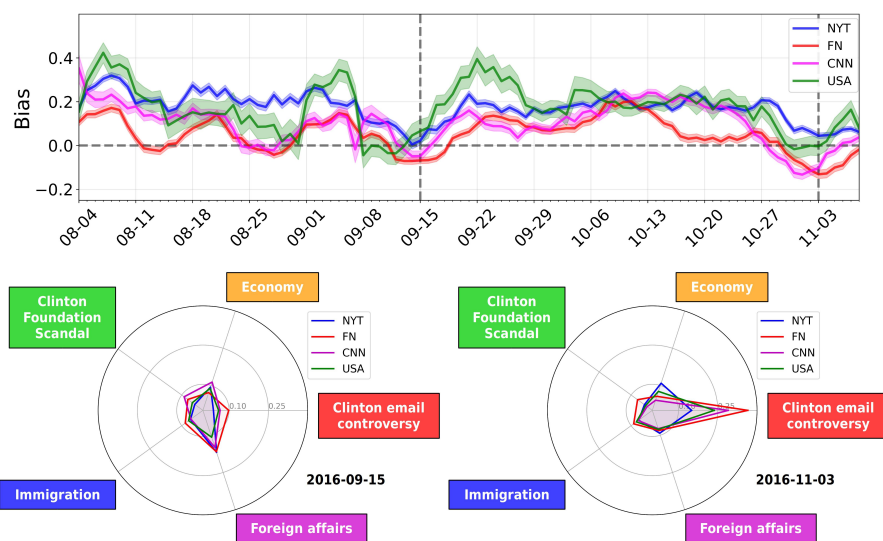 Bias
0.4
0.2
0.0
−0.2
NYT
FN
CNN
USA
08-04
08-11
08-18
08-25
09-01
09-08
09-15
09-22
09-29
10-06
10-13
10-20
10-27
11-03
Economy
Clinton
Foundation
Scandal
NYT
FN
CNN
USA
0.10
0.25
Clinton email
controversy
2016-09-15
Immigration
Foreign affairs
Economy
Clinton
Foundation
Scandal
NYT
FN
CNN
USA
Clinton email
controversy
2016-11-03
Immigration
Foreign affairs